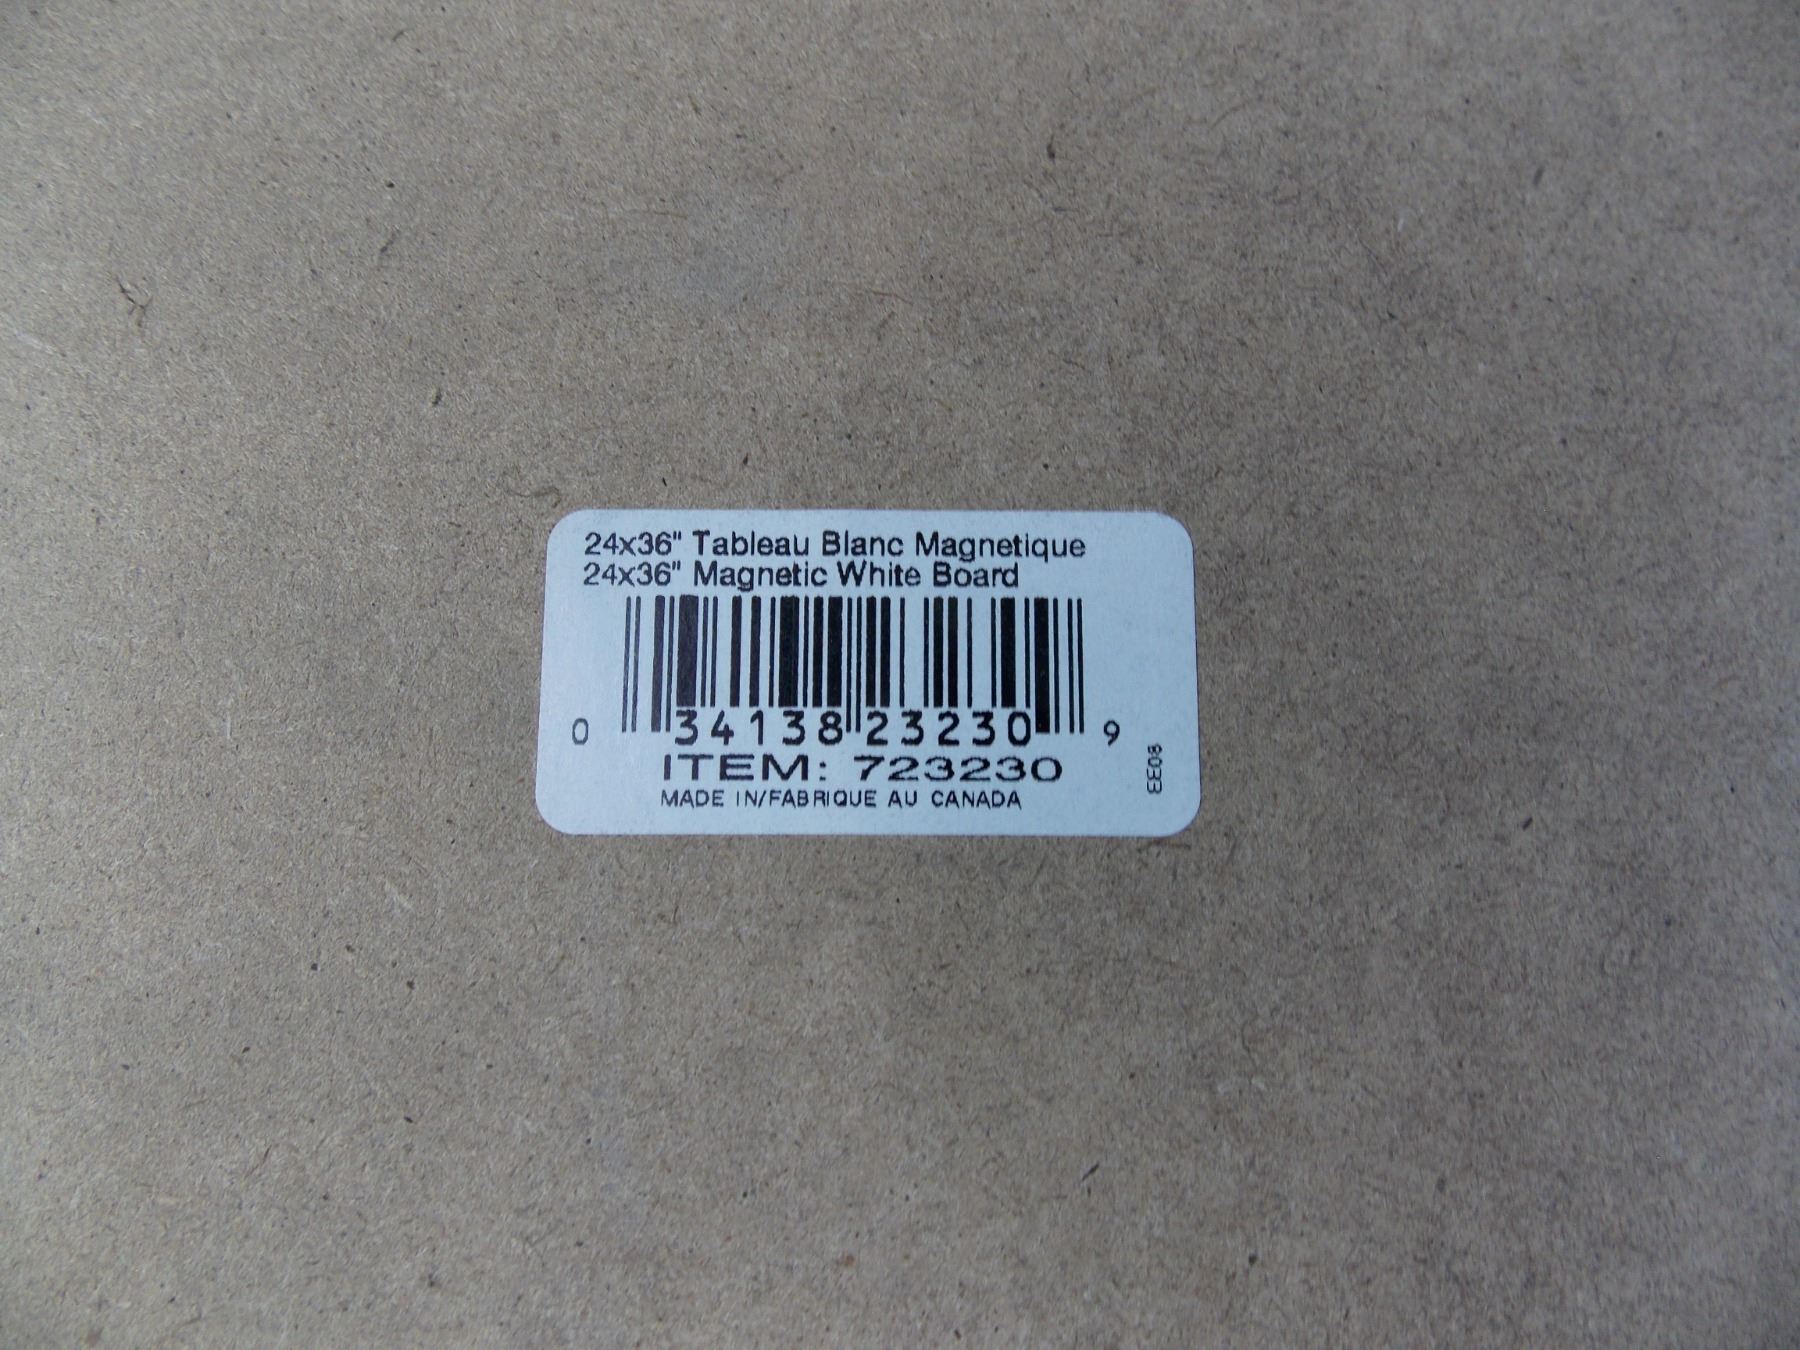 24x36" Tableau Blanc Magnetique
24x36" Magnetic White Board
0 34138 23230 9
ITEM: 723230
MADE IN/FABRIQUE AU CANADA
EE08